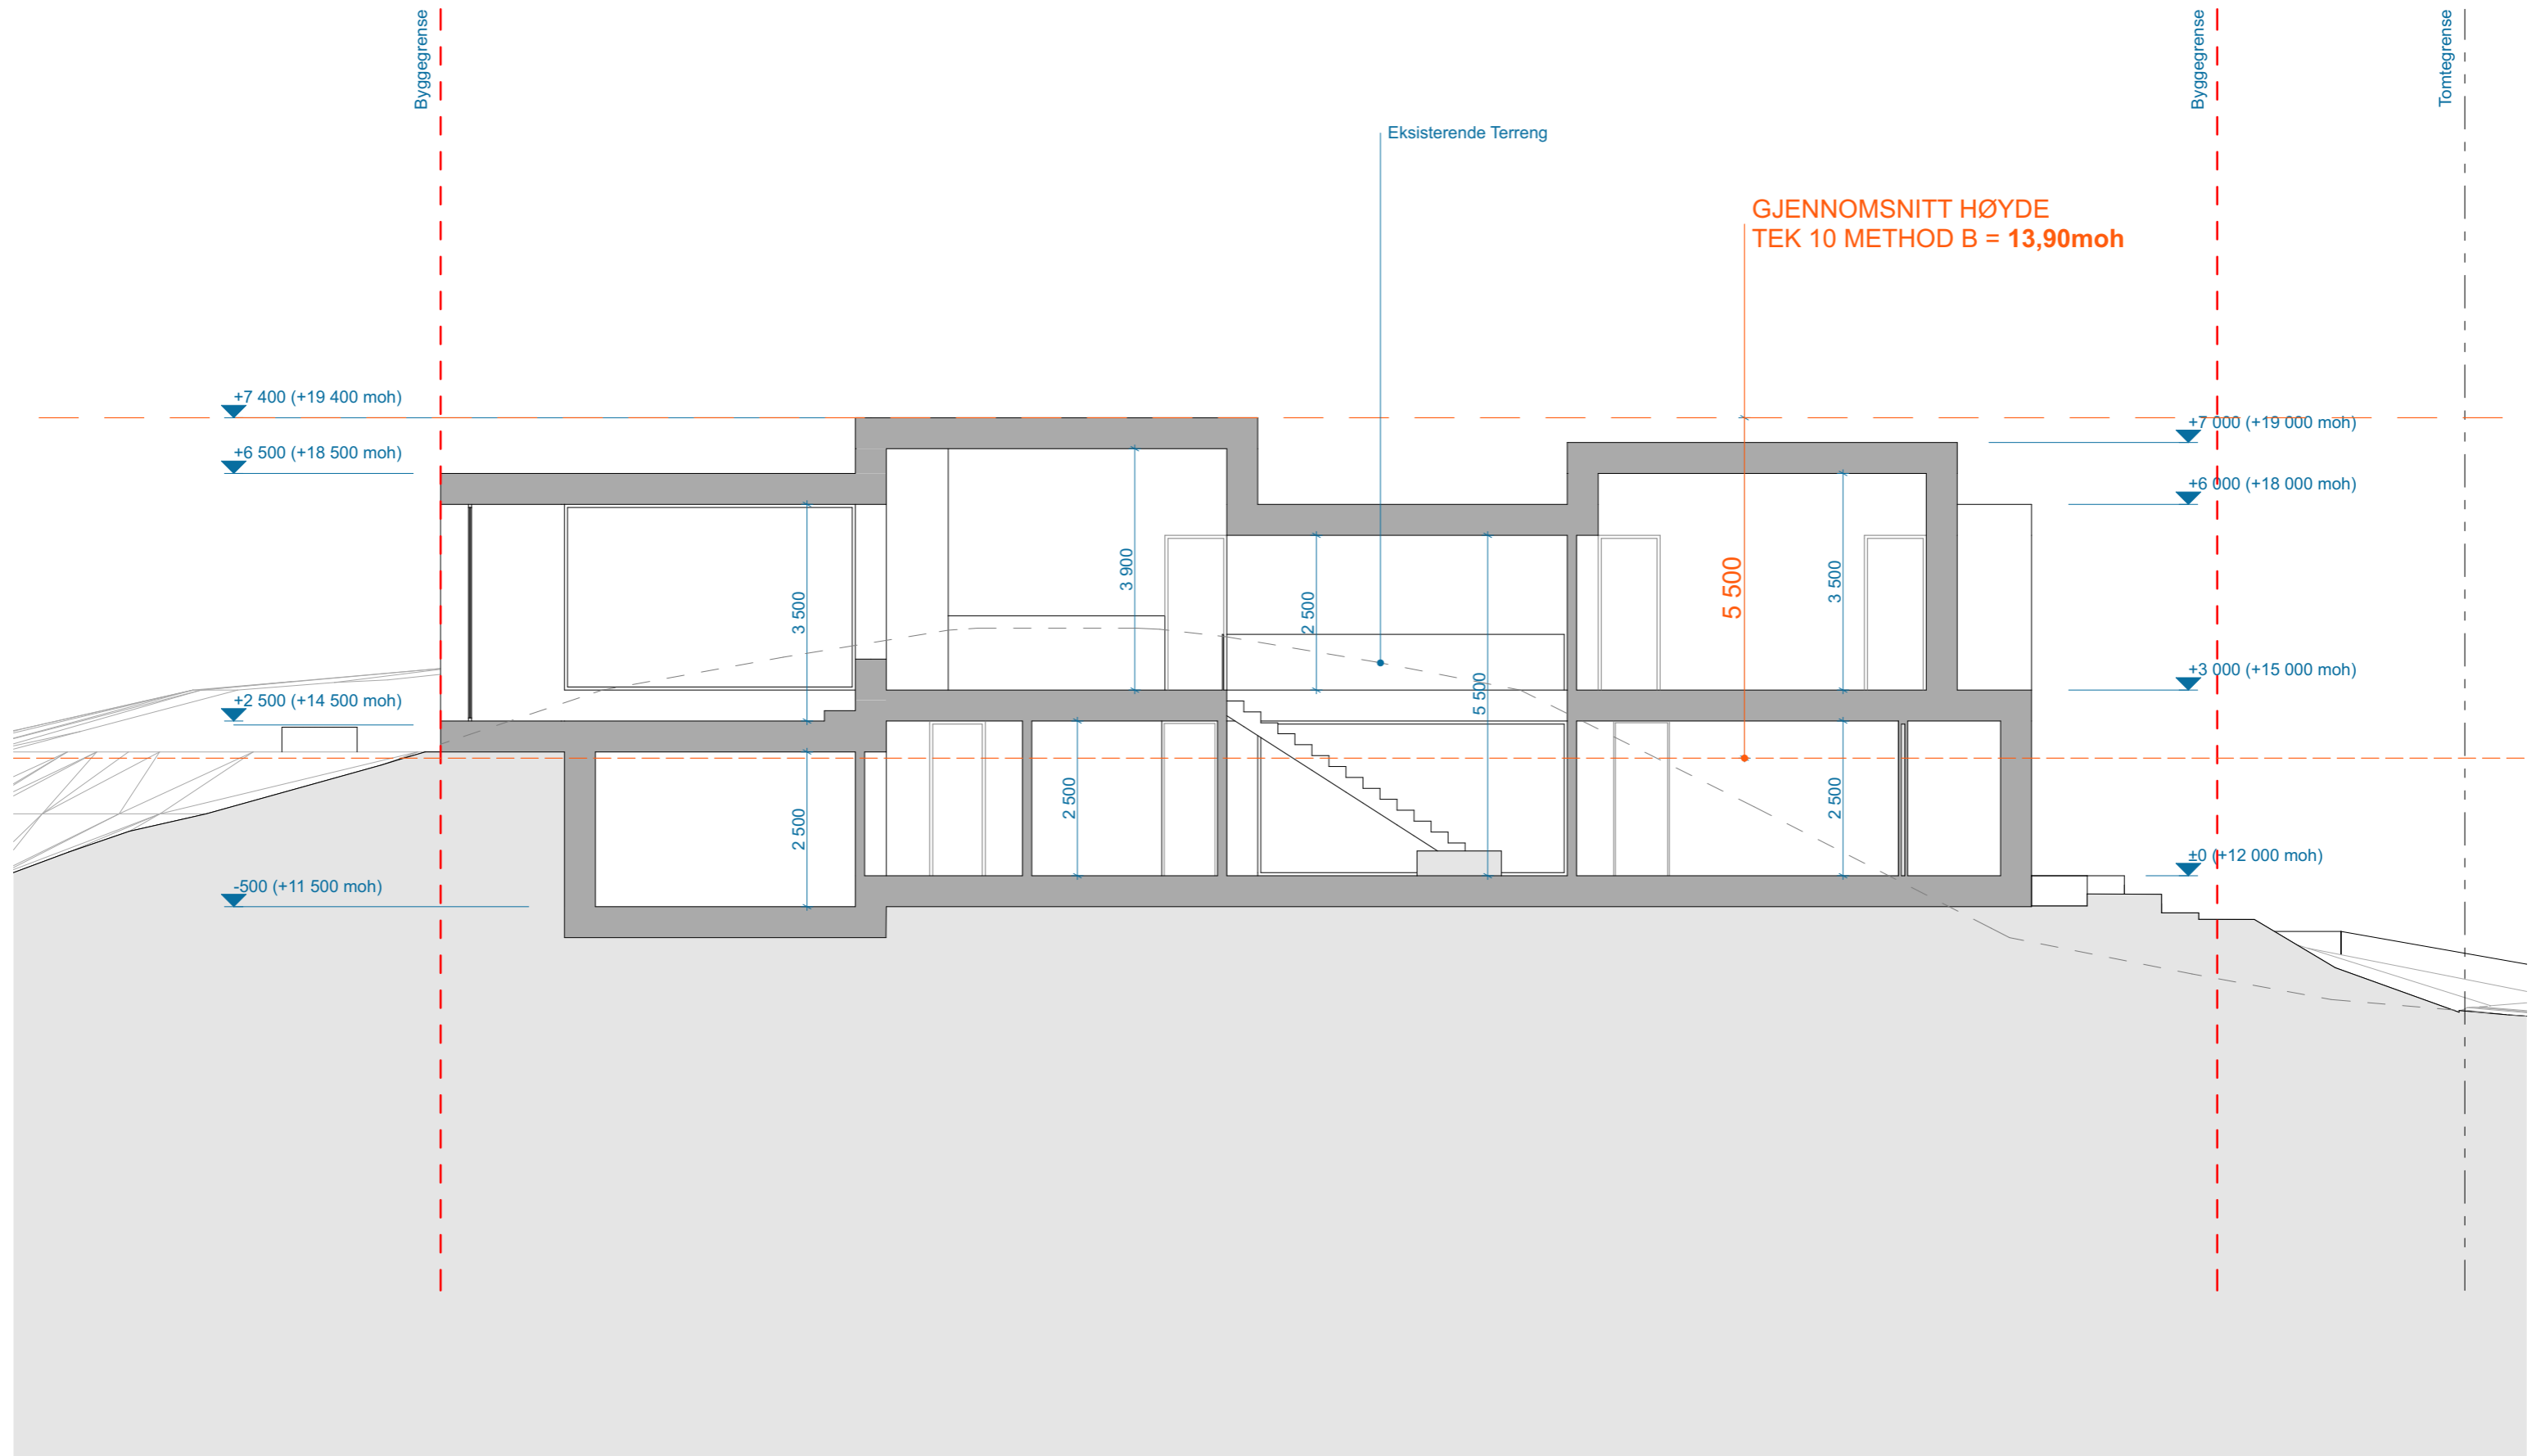 Byggegrense
Byggegrense
Tomtegrense
Eksisterende Terreng
GJENNOMSNITT HØYDE
TEK 10 METHOD B = 13,90moh
+7 400 (+19 400 moh)
+7 000 (+19 000 moh)
+6 500 (+18 500 moh)
+6 000 (+18 000 moh)
3 900
5 500
3 500
3 500
2 500
5 500
+3 000 (+15 000 moh)
+2 500 (+14 500 moh)
2 500
2 500
2 500
±0 (+12 000 moh)
-500 (+11 500 moh)